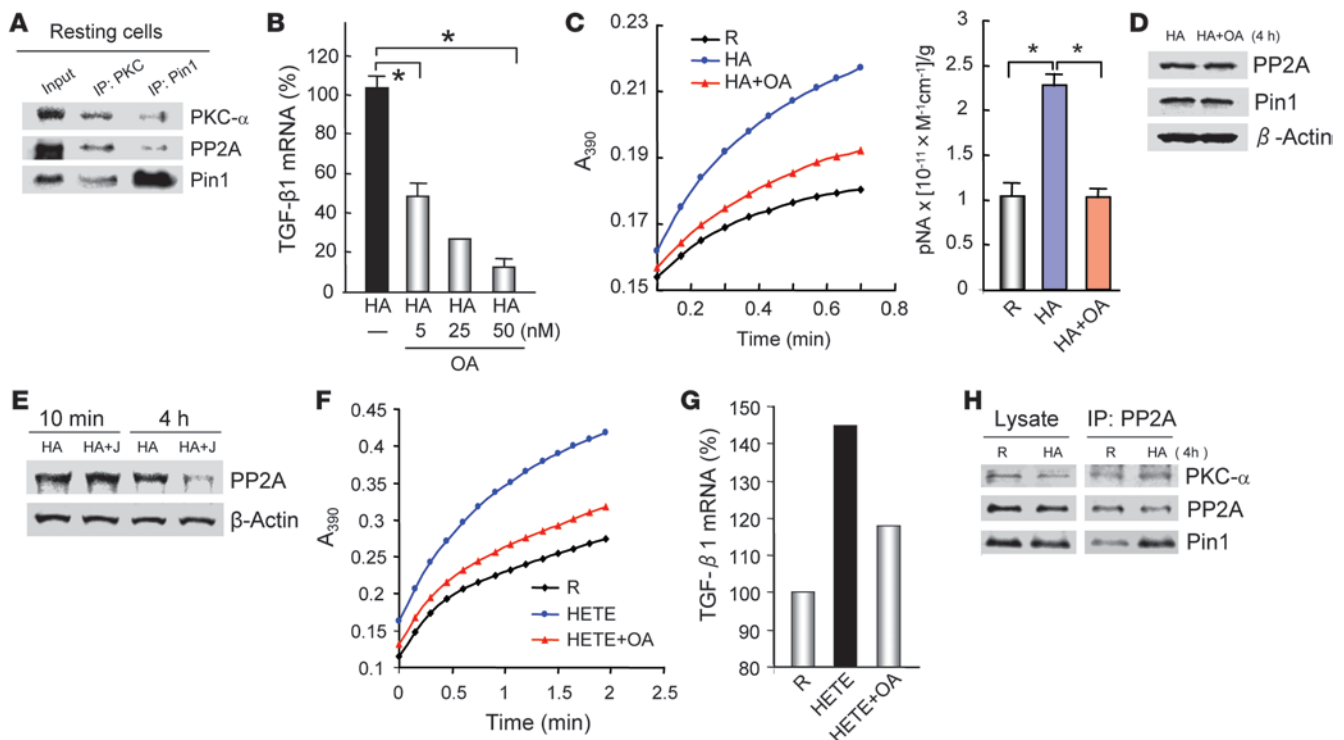 A
Resting cells
Input
IP: PKC
IP: Pin1
PKC-α
PP2A
Pin1
B
TGF-β1 mRNA (%)
120
100
80
60
40
20
0
*
*
HA HA HA HA
— 5 25 50 (nM)
OA
C
A390
0.21
0.19
0.17
0.15
R
HA
HA+OA
0.2 0.4 0.6 0.8
Time (min)
pNA x [10-11 × M-1cm-1]/g
3
2.5
2
1.5
1
0.5
0
* *
R
HA
HA+OA
D
HA HA+OA (4 h)
PP2A
Pin1
β-Actin
E
10 min 4 h
HA HA+J HA HA+J
PP2A
β-Actin
F
A390
0.45
0.4
0.35
0.3
0.25
0.2
0.15
0.1
R
HETE
HETE+OA
0 0.5 1 1.5 2 2.5
Time (min)
G
TGF-β1 mRNA (%)
150
140
130
120
110
100
90
80
R
HETE
HETE+OA
H
Lysate IP: PP2A
R HA R HA (4h)
PKC-α
PP2A
Pin1